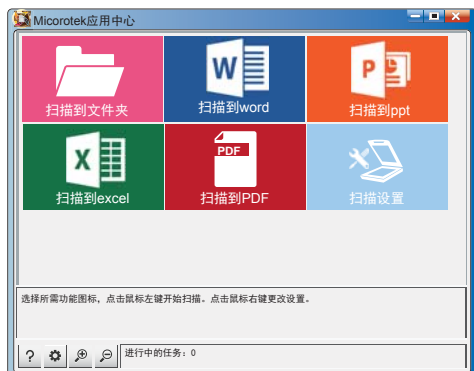 Micorotek应用中心
扫描到文件夹
W
扫描到word
P
扫描到ppt
X
扫描到excel
PDF
扫描到PDF
扫描设置
选择所需功能图标，点击鼠标左键开始扫描。点击鼠标右键更改设置。
?
进行中的任务：0